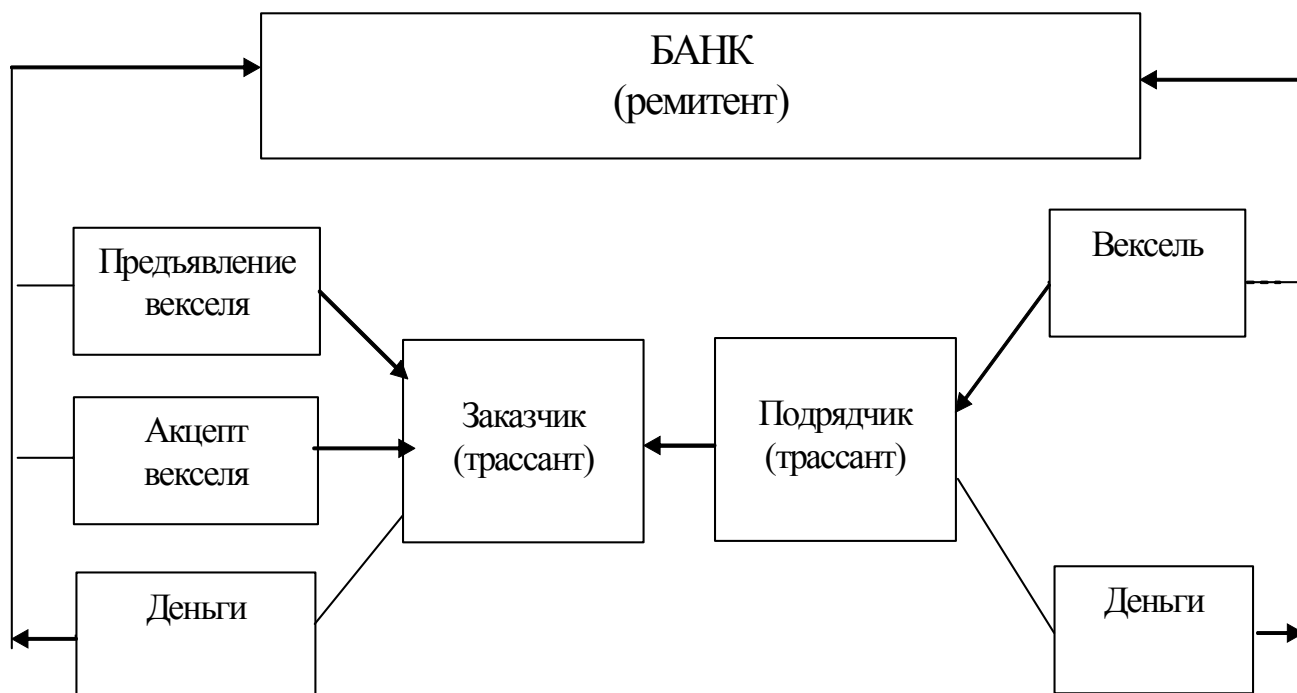 БАНК
(ремитент)
Предъявление
векселя
Вексель
Заказчик
(трассант)
Подрядчик
(трассант)
Акцепт
векселя
Деньги
Деньги